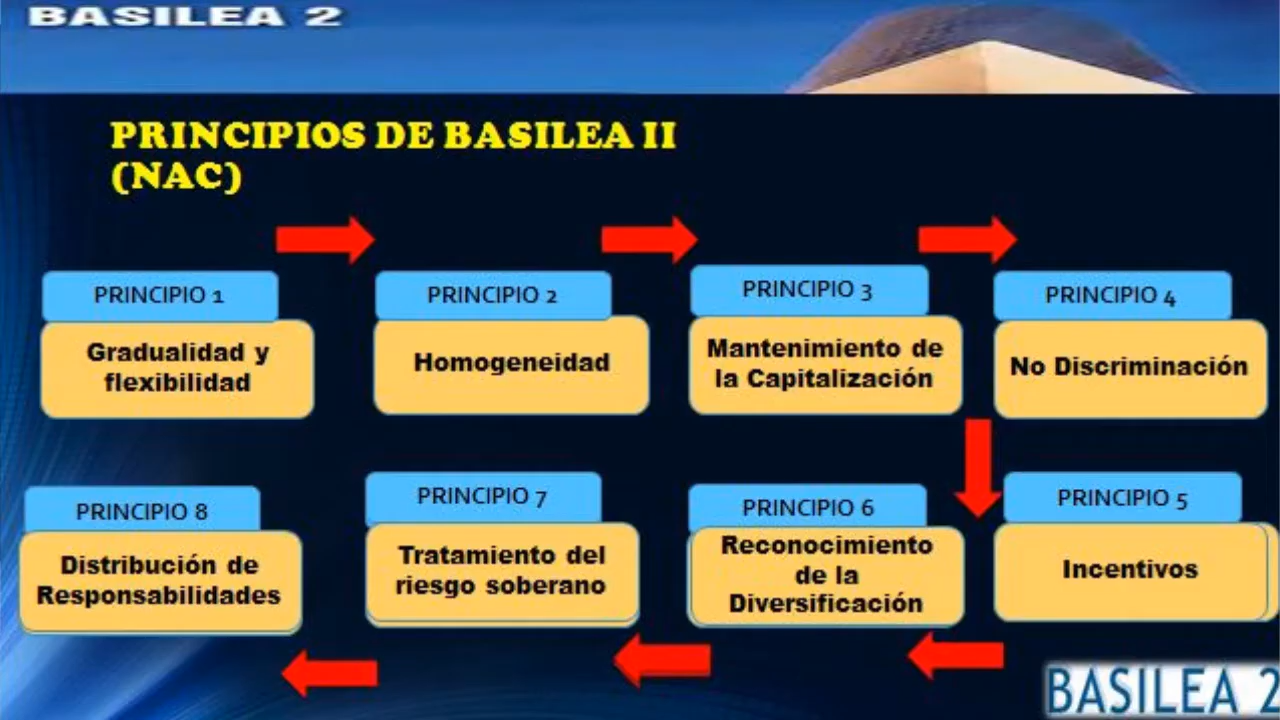 BASILEA 2
PRINCIPIOS DE BASILEA II
(NAC)
PRINCIPIO 1
Gradualidad y
flexibilidad
PRINCIPIO 2
Homogeneidad
PRINCIPIO 3
Mantenimiento de
la Capitalización
PRINCIPIO 4
No Discriminación
PRINCIPIO 5
Incentivos
PRINCIPIO 6
Reconocimiento
de la
Diversificación
PRINCIPIO 7
Tratamiento del
riesgo soberano
PRINCIPIO 8
Distribución de
Responsabilidades
BASILEA 2